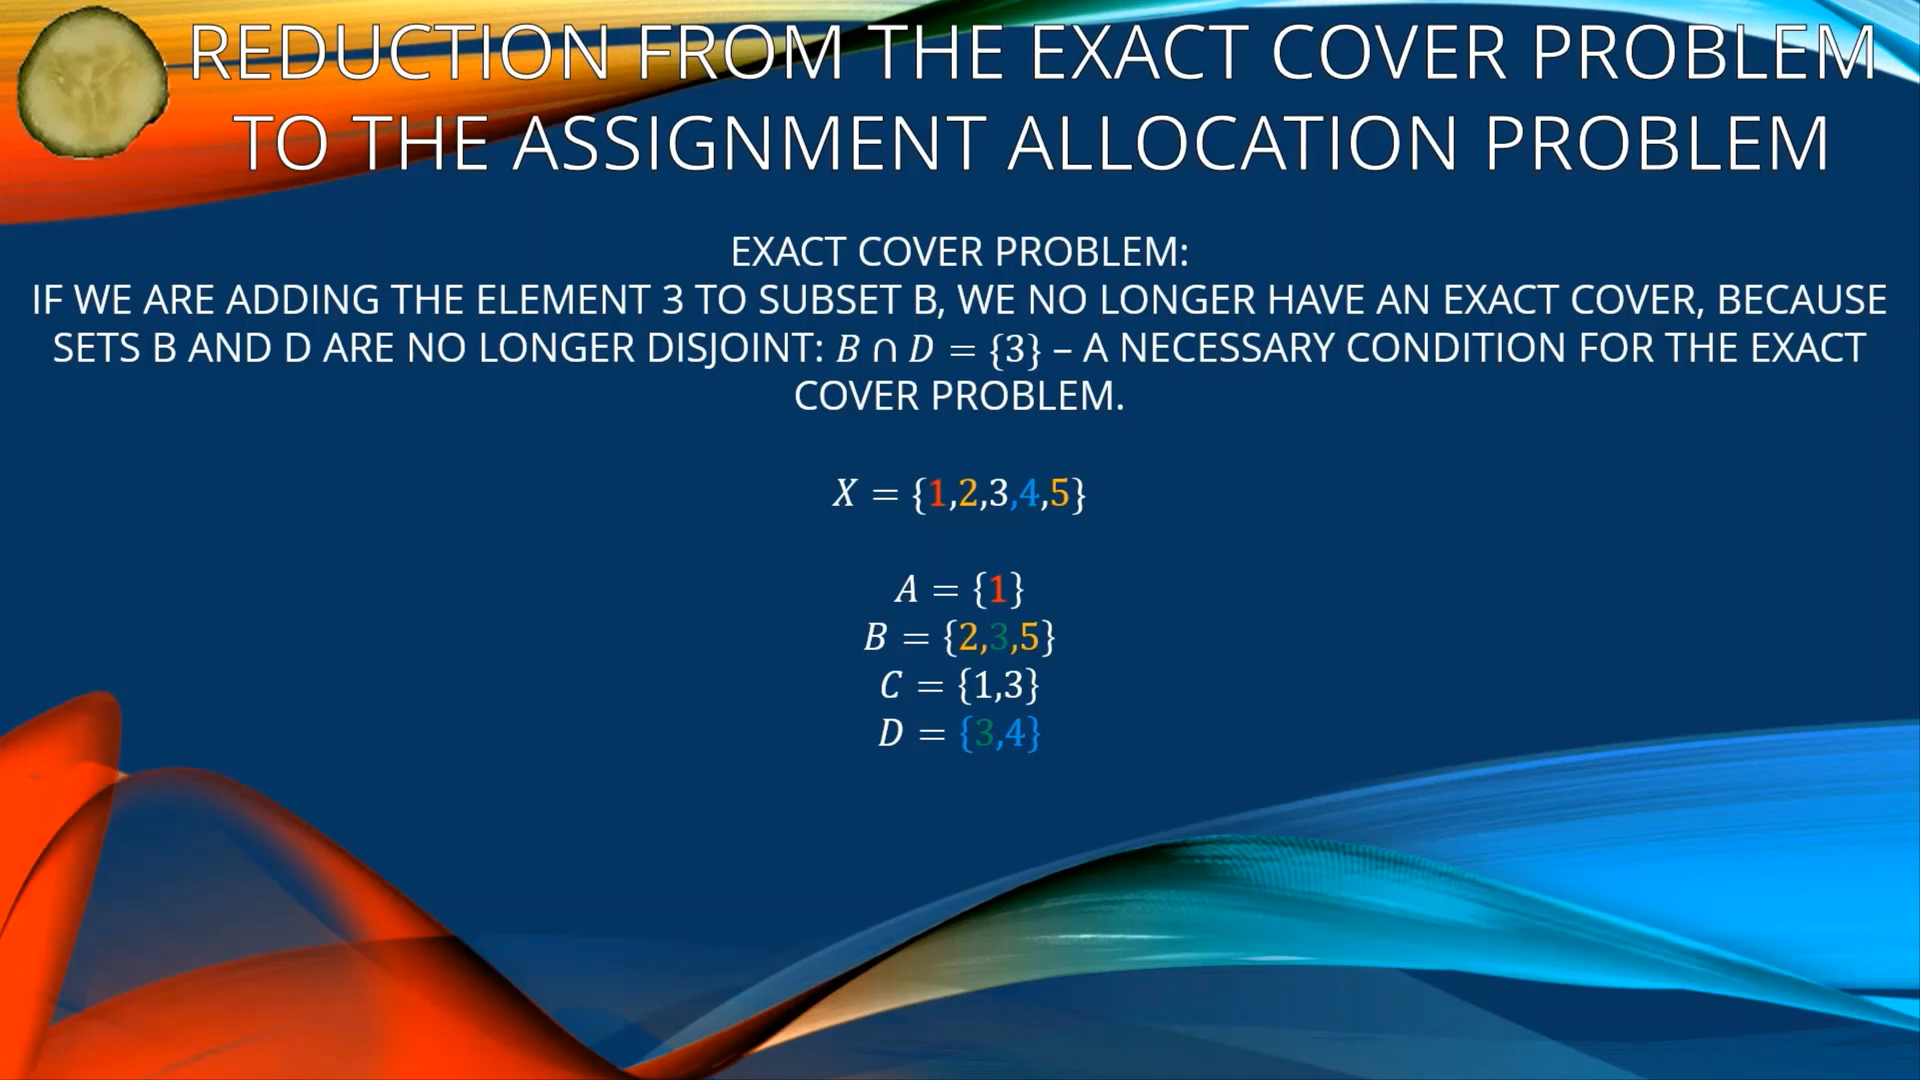 REDUCTION FROM THE EXACT COVER PROBLEM
TO THE ASSIGNMENT ALLOCATION PROBLEM
EXACT COVER PROBLEM:
IF WE ARE ADDING THE ELEMENT 3 TO SUBSET B, WE NO LONGER HAVE AN EXACT COVER, BECAUSE
SETS B AND D ARE NO LONGER DISJOINT: B ∩ D = {3} – A NECESSARY CONDITION FOR THE EXACT
COVER PROBLEM.
X = {1,2,3,4,5}
A = {1}
B = {2,3,5}
C = {1,3}
D = {3,4}